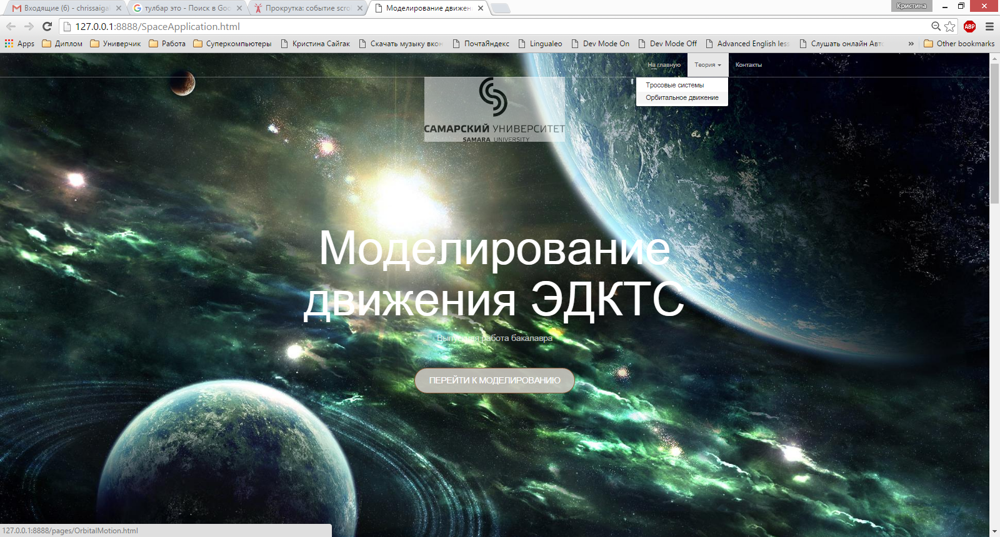 Входящие (6) - chrissaiga
тулбар это - Поиск в Goo
Прокрутка: событие scrol
Моделирование движен
Кристина
127.0.0.1:8888/SpaceApplication.html
ABP
Apps
Диплом
Универчик
Работа
Суперкомпьютеры
Кристина Сайгак
Скачать музыку вкон
ПочтаЯндекс
Lingualeo
Dev Mode On
Dev Mode Off
Advanced English less
Слушать онлайн Авто
»
Other bookmarks
На главную
Теория
Контакты
Тросовые системы
Орбитальное движение
САМАРСКИЙ УНИВЕРСИТЕТ
SAMARA UNIVERSITY
Моделирование
движения ЭДКТС
работа бакалавра
ПЕРЕЙТИ К МОДЕЛИРОВАНИЮ
127.0.0.1:8888/pages/OrbitalMotion.html